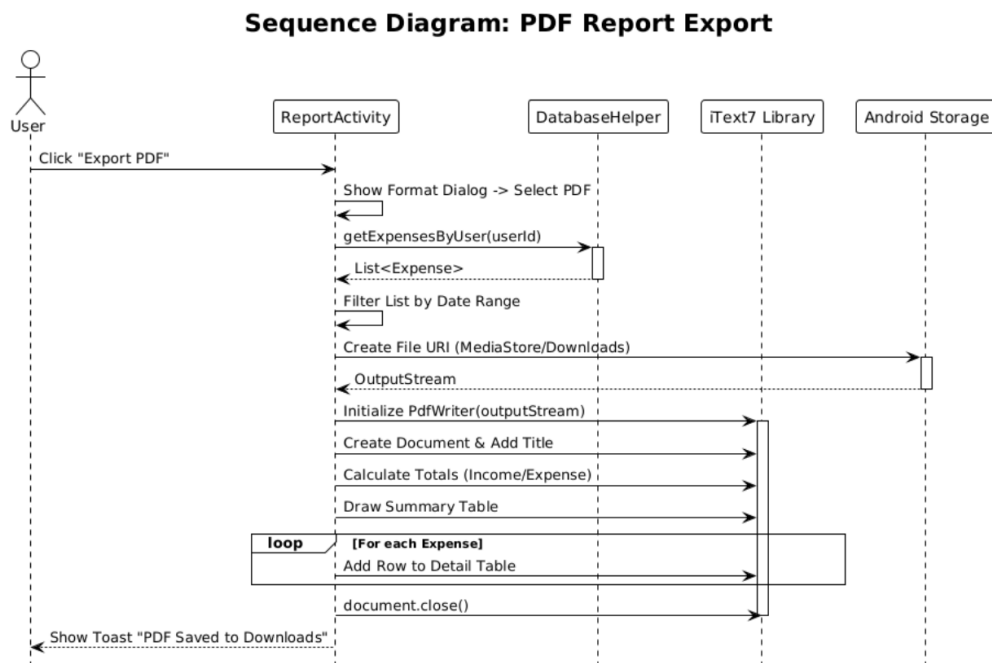 Sequence Diagram: PDF Report Export
User
ReportActivity
DatabaseHelper
iText7 Library
Android Storage
Click "Export PDF"
Show Format Dialog -> Select PDF
getExpensesByUser(userId)
List<Expense>
Filter List by Date Range
Create File URI (MediaStore/Downloads)
OutputStream
Initialize PdfWriter(outputStream)
Create Document & Add Title
Calculate Totals (Income/Expense)
Draw Summary Table
loop
[For each Expense]
Add Row to Detail Table
document.close()
Show Toast "PDF Saved to Downloads"